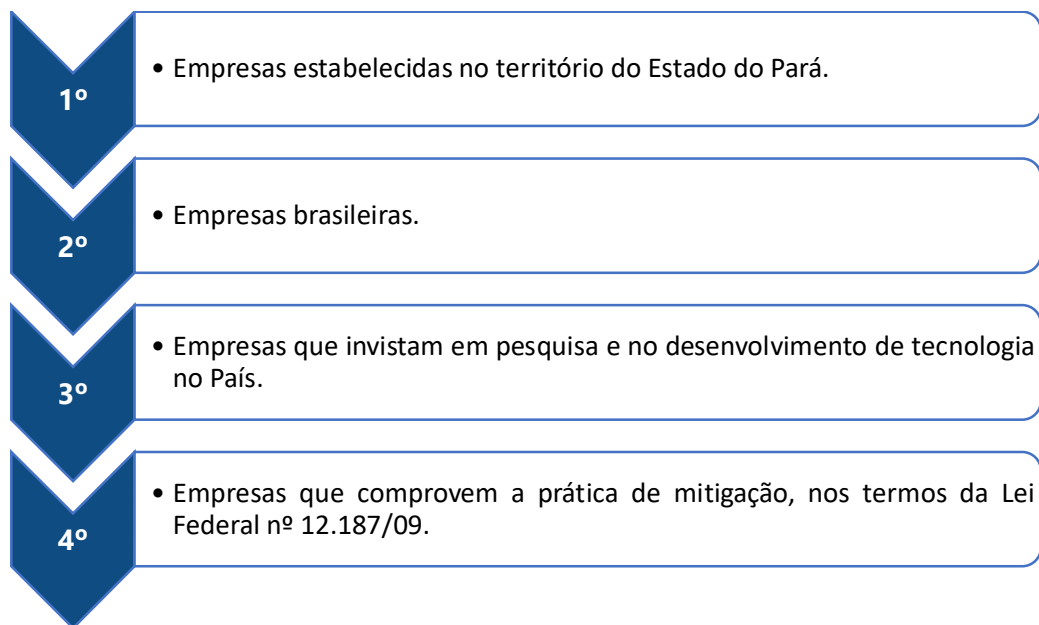 1º
• Empresas estabelecidas no território do Estado do Pará.
2º
• Empresas brasileiras.
3º
• Empresas que invistam em pesquisa e no desenvolvimento de tecnologia
no País.
4º
• Empresas que comprovem a prática de mitigação, nos termos da Lei
Federal nº 12.187/09.